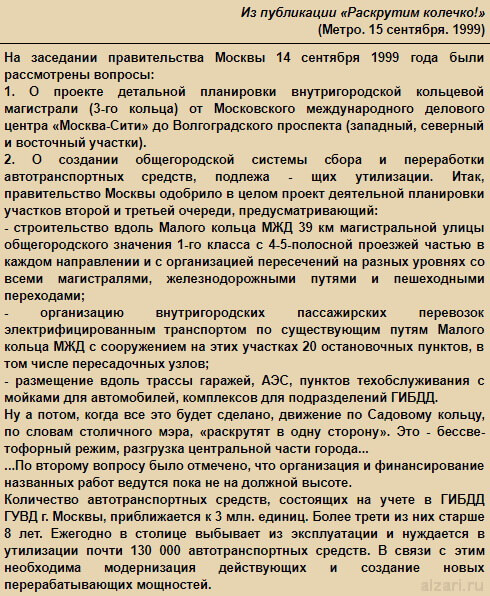 Из публикации «Раскрутим колечко!»
(Метро. 15 сентября. 1999)
На заседании правительства Москвы 14 сентября 1999 года были
рассмотрены вопросы:
1. О проекте детальной планировки внутригородской кольцевой
магистрали (3-го кольца) от Московского международного делового
центра «Москва-Сити» до Волгоградского проспекта (западный, северный
и восточный участки).
2. О создании общегородской системы сбора и переработки
автотранспортных средств, подлежа - щих утилизации. Итак,
правительство Москвы одобрило в целом проект деятельной планировки
участков второй и третьей очереди, предусматривающий:
- строительство вдоль Малого кольца МЖД 39 км магистральной улицы
общегородского значения 1-го класса с 4-5-полосной проезжей частью в
каждом направлении и с организацией пересечений на разных уровнях со
всеми магистралями, железнодорожными путями и пешеходными
переходами;
- организацию внутригородских пассажирских перевозок
электрифицированным транспортом по существующим путям Малого
кольца МЖД с сооружением на этих участках 20 остановочных пунктов, в
том числе пересадочных узлов;
- размещение вдоль трассы гаражей, АЭС, пунктов техобслуживания с
мойками для автомобилей, комплексов для подразделений ГИБДД.
Ну а потом, когда все это будет сделано, движение по Садовому кольцу,
по словам столичного мэра, «раскрутят в одну сторону». Это - бессве-
тофорный режим, разгрузка центральной части города...
...По второму вопросу было отмечено, что организация и финансирование
названных работ ведутся пока не на должной высоте.
Количество автотранспортных средств, состоящих на учете в ГИБДД
ГУВД г. Москвы, приближается к 3 млн. единиц. Более трети из них старше
8 лет. Ежегодно в столице выбывает из эксплуатации и нуждается в
утилизации почти 130 000 автотранспортных средств. В связи с этим
необходима модернизация действующих и создание новых
перерабатывающих мощностей.
alzari.ru